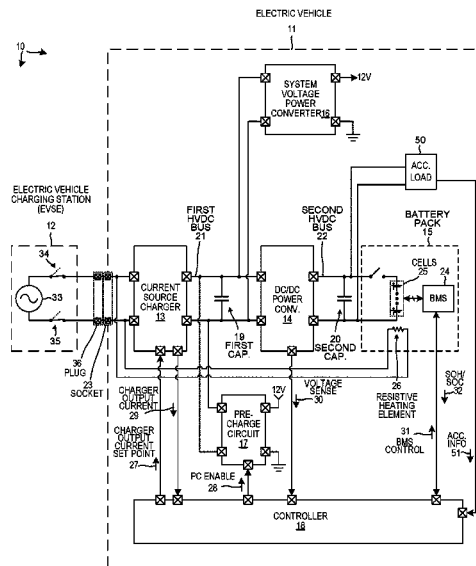 ELECTRIC VEHICLE
11
10
SYSTEM
VOLTAGE
POWER
CONVERTER 16
12V
50
ACC.
LOAD
ELECTRIC VEHICLE
CHARGING STATION
(EVSE)
12
34
33
35
36
PLUG
23
SOCKET
FIRST
HVDC
BUS
21
SECOND
HVDC
BUS
22
BATTERY
PACK
15
CELLS
25
24
BMS
CURRENT
SOURCE
CHARGER
13
DC/DC
POWER
CONV.
14
19
FIRST
CAP.
20
SECOND
CAP.
26
RESISTIVE
HEATING
ELEMENT
CHARGER
OUTPUT
CURRENT
29
CHARGER
OUTPUT
CURRENT
SET POINT
27
PRE-
CHARGE
CIRCUIT
17
12V
VOLTAGE
SENSE
30
PC ENABLE
28
SOH/
SOC
32
31
BMS
CONTROL
ACC.
INFO
51
CONTROLLER
18